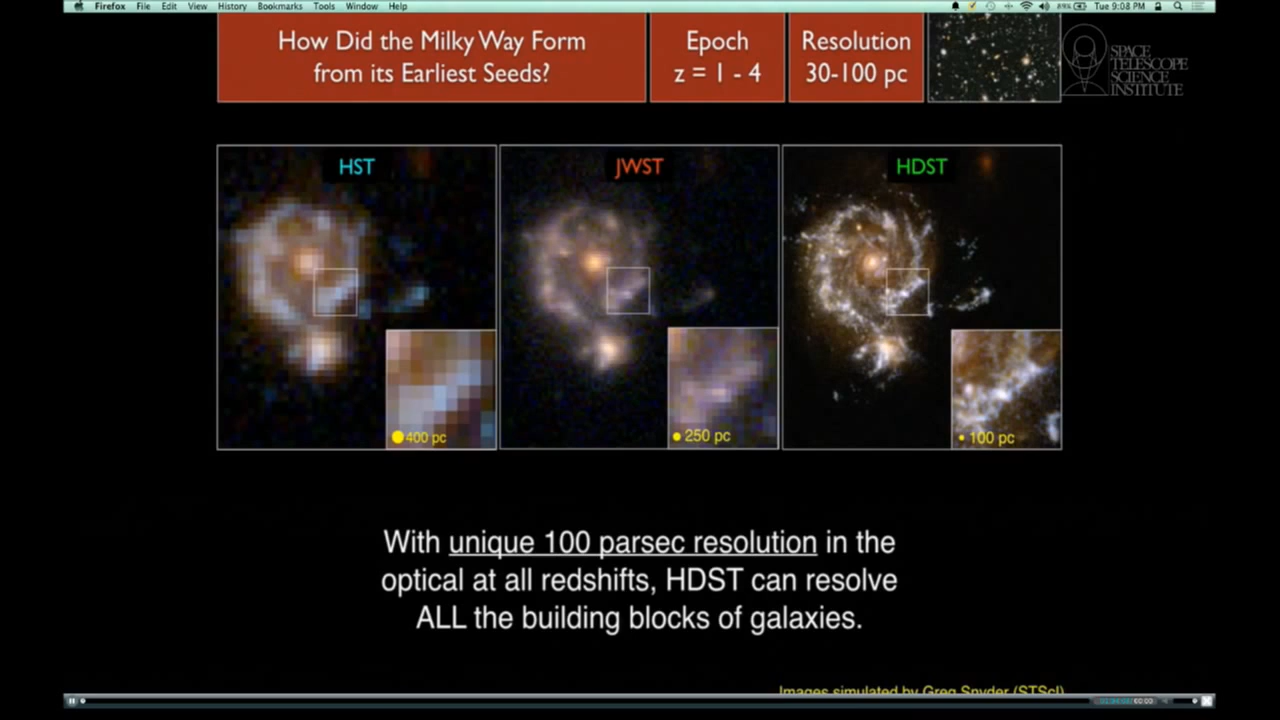 Firefox File Edit View History Bookmarks Tools Window Help
Tue 9:08 PM
How Did the Milky Way Form
from its Earliest Seeds?
Epoch
z = 1 - 4
Resolution
30-100 pc
SPACE
TELESCOPE
SCIENCE
INSTITUTE
HST
JWST
HDST
400 pc
250 pc
100 pc
With unique 100 parsec resolution in the
optical at all redshifts, HDST can resolve
ALL the building blocks of galaxies.
Images simulated by Greg Snyder (STScI)